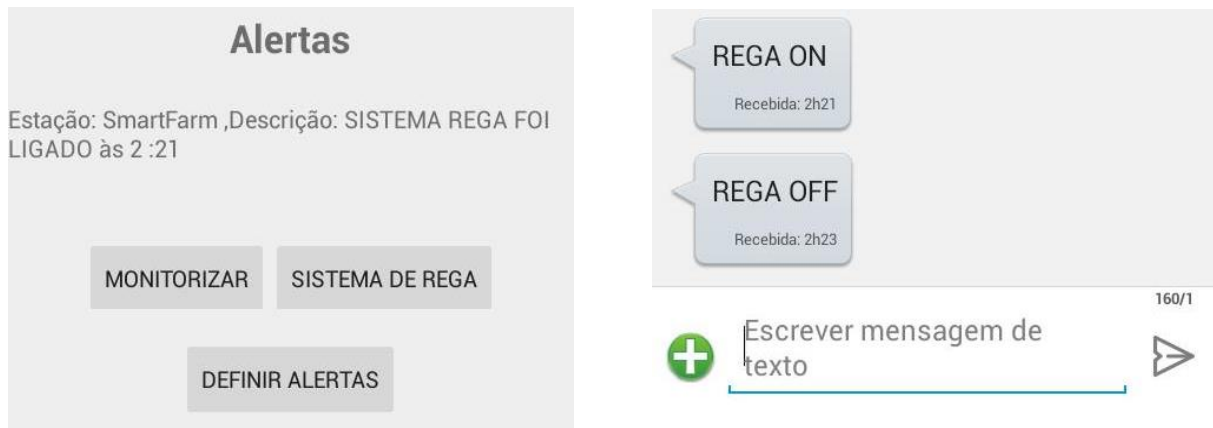 Alertas
Estação: SmartFarm ,Descrição: SISTEMA REGA FOI
LIGADO às 2 :21
MONITORIZAR
SISTEMA DE REGA
DEFINIR ALERTAS
REGA ON
Recebida: 2h21
REGA OFF
Recebida: 2h23
160/1
Escrever mensagem de
texto